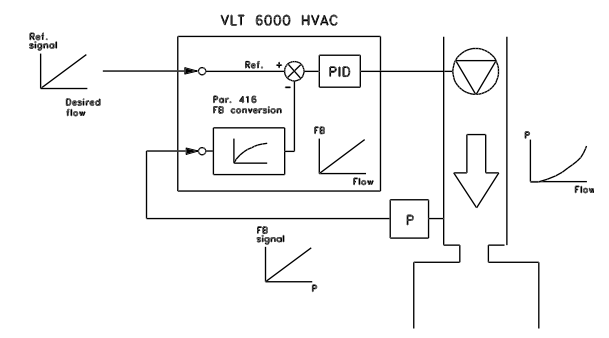 VLT 6000 HVAC
Ref.
signal
Desired
flow
Ref.
+
-
PID
Par. 416
FB conversion
FB
Flow
P
Flow
P
FB
signal
P